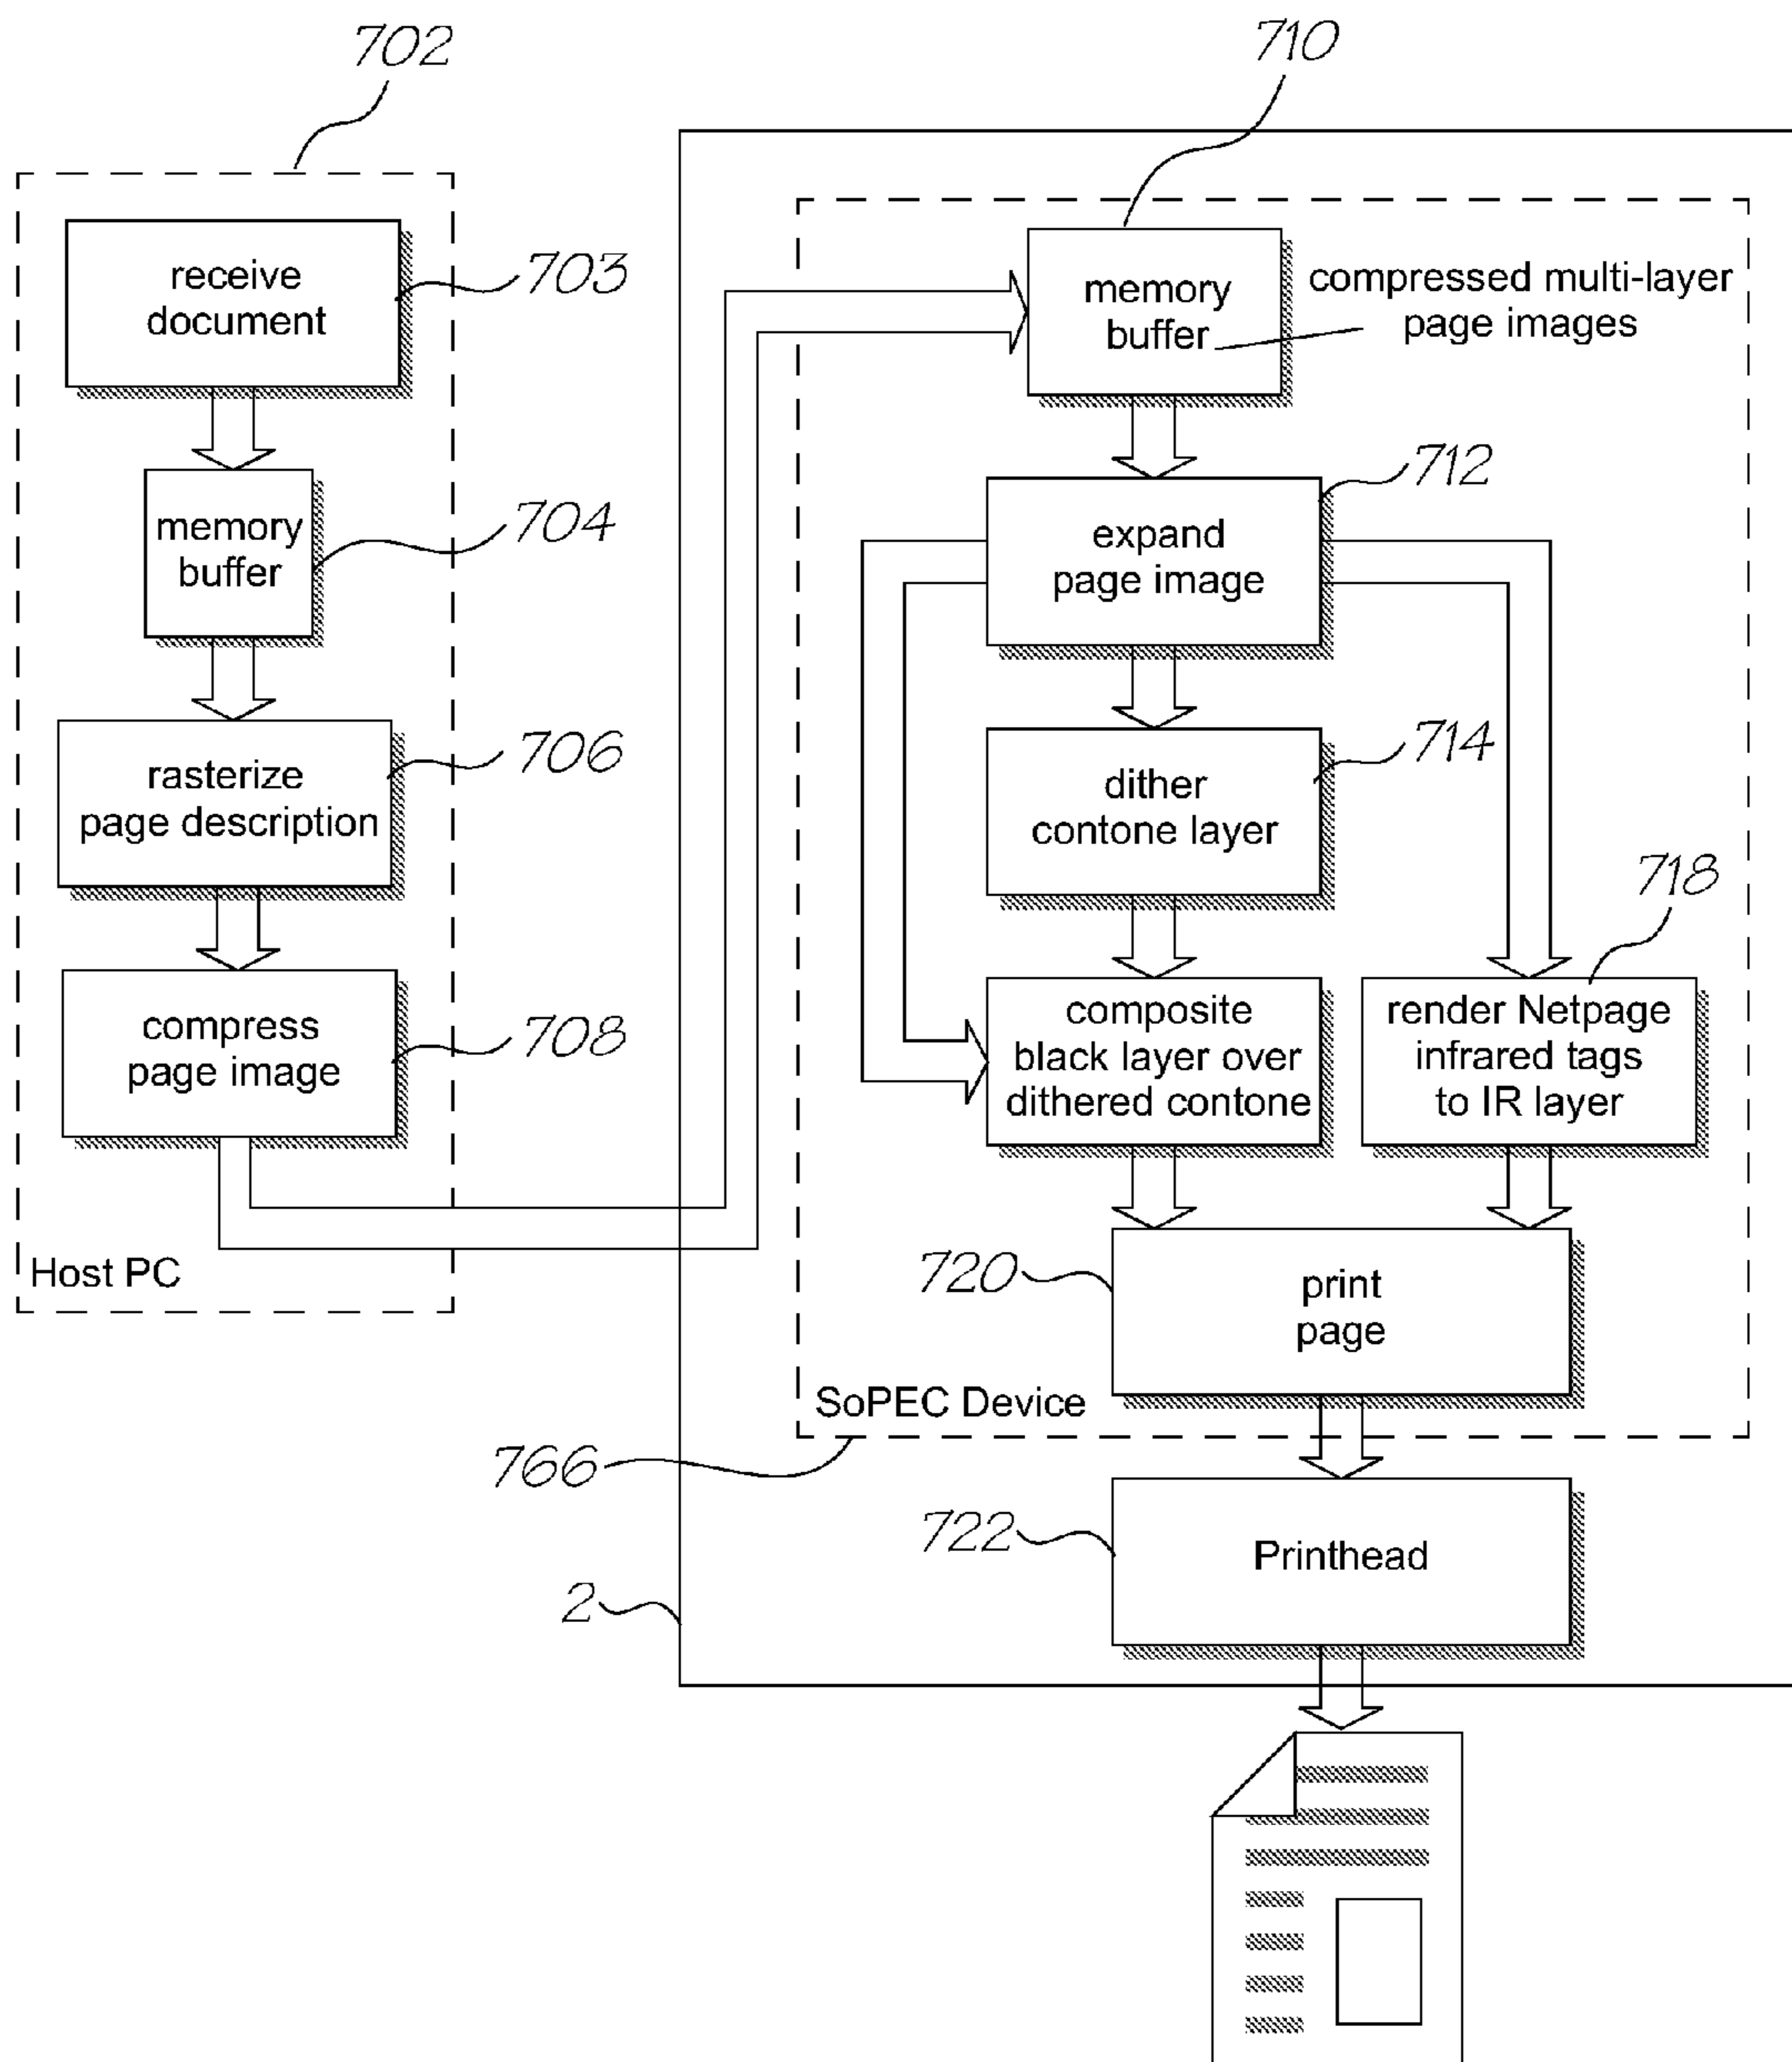 702
receive
document
703
memory
buffer
704
rasterize
page description
706
compress
page image
708
Host PC
710
memory
buffer
compressed multi-layer
page images
expand
page image
712
dither
contone layer
714
composite
black layer over
dithered contone
718
render Netpage
infrared tags
to IR layer
720
print
page
SoPEC Device
766
722
Printhead
2